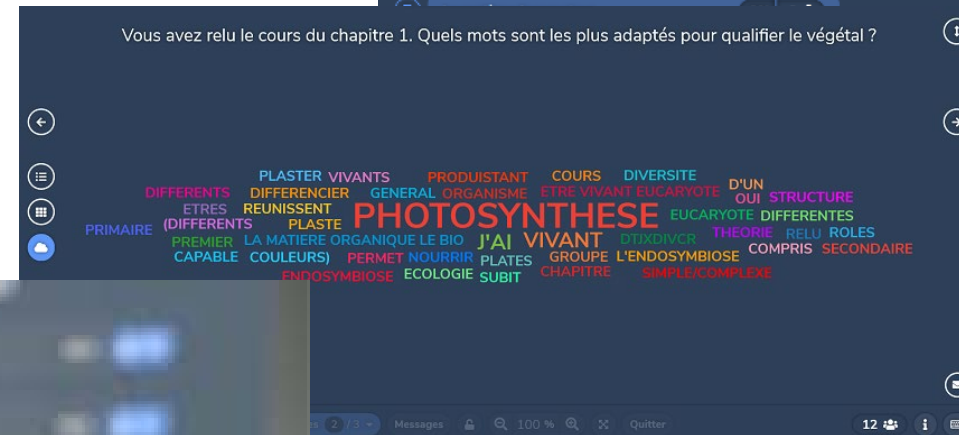 Vous avez relu le cours du chapitre 1. Quels mots sont les plus adaptés pour qualifier le végétal ?
PLASTER VIVANTS PRODUISTANT COURS DIVERSITE
DIFFERENTS DIFFERENCIER GENERAL ORGANISME ETRE VIVANT EUCARYOTE D'UN
OUI STRUCTURE
ETRES REUNISSENT PHOTOSYNTHESE EUCARYOTE DIFFERENTES
PRIMAIRE (DIFFERENTS PLASTE THEORIE RELU ROLES
PREMIER LA MATIERE ORGANIQUE LE BIO J'AI VIVANT DTJXDIVCR COMPRIS SECONDAIRE
CAPABLE COULEURS) PERMET NOURRIR PLATES GROUPE L'ENDOSYMBIOSE
ENDOSYMBIOSE ECOLOGIE SUBIT CHAPITRE SIMPLE/COMPLEXE
2 / 3 Messages 100 % Quitter 12